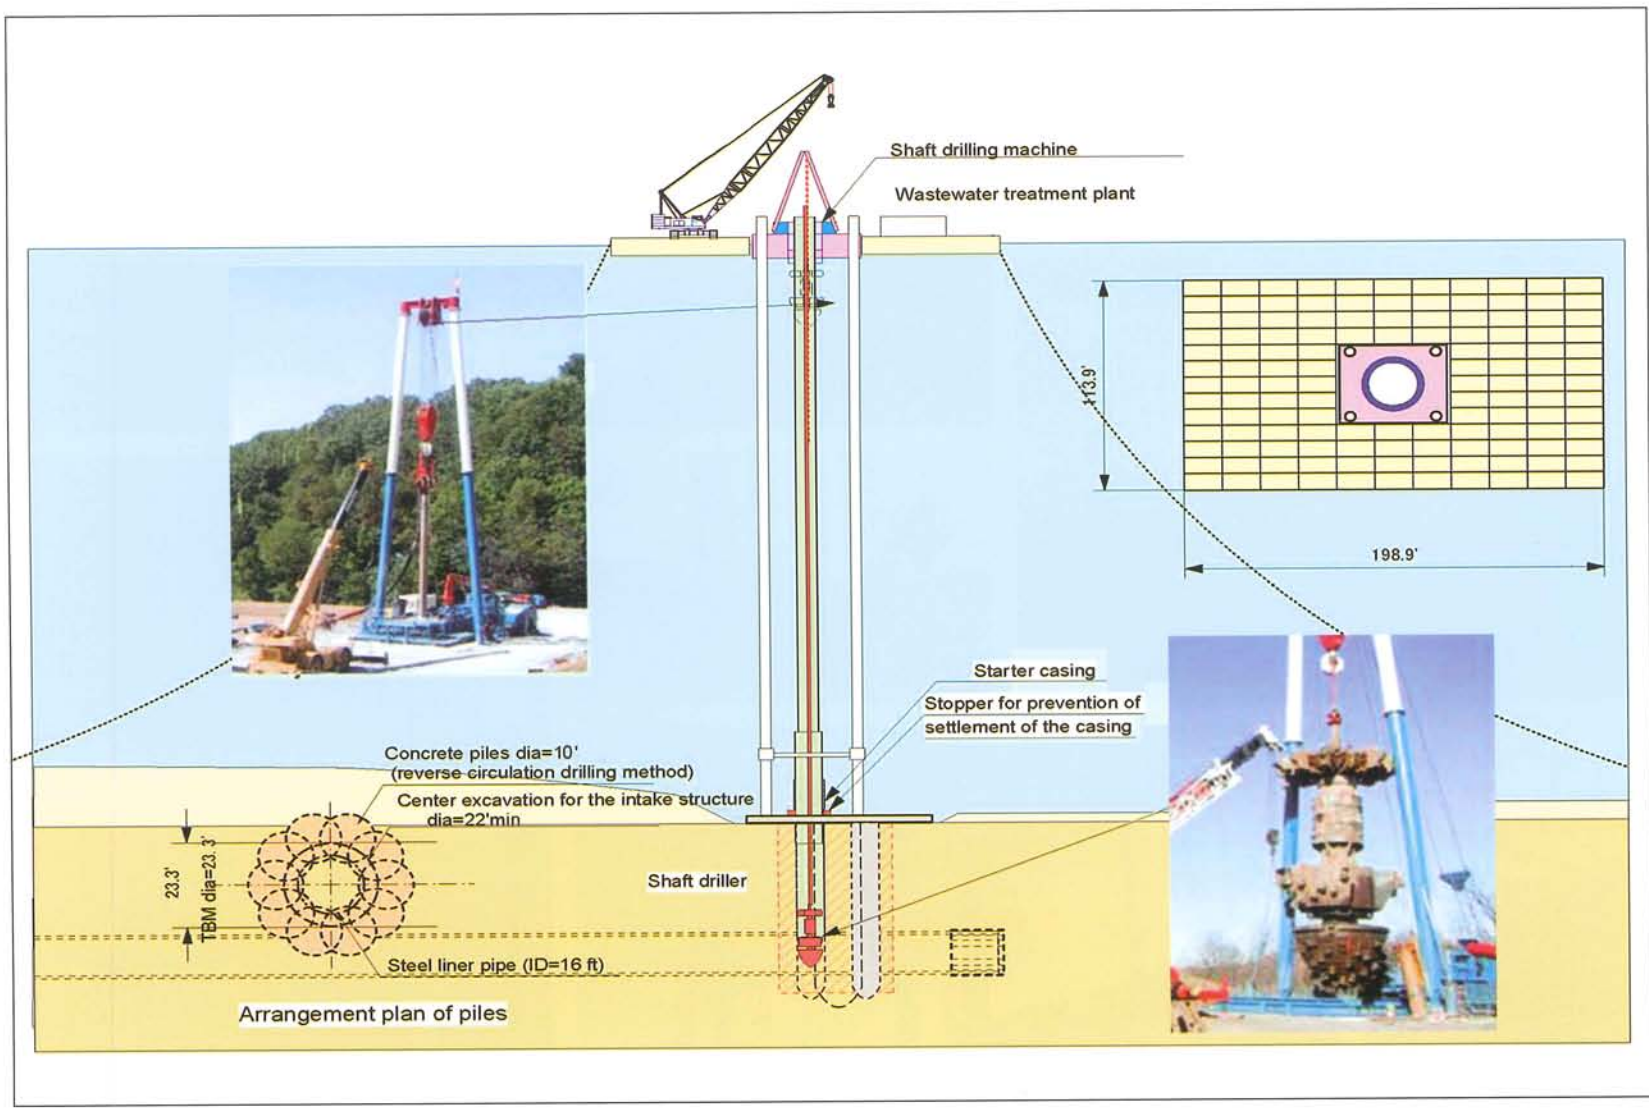 Shaft drilling machine
Wastewater treatment plant
113.9'
198.9'
Starter casing
Stopper for prevention of
settlement of the casing
Concrete piles dia=10'
(reverse circulation drilling method)
Center excavation for the intake structure
dia=22'min
23.3'
TBM dia=23.3'
Shaft driller
Steel liner pipe (ID=16 ft)
Arrangement plan of piles